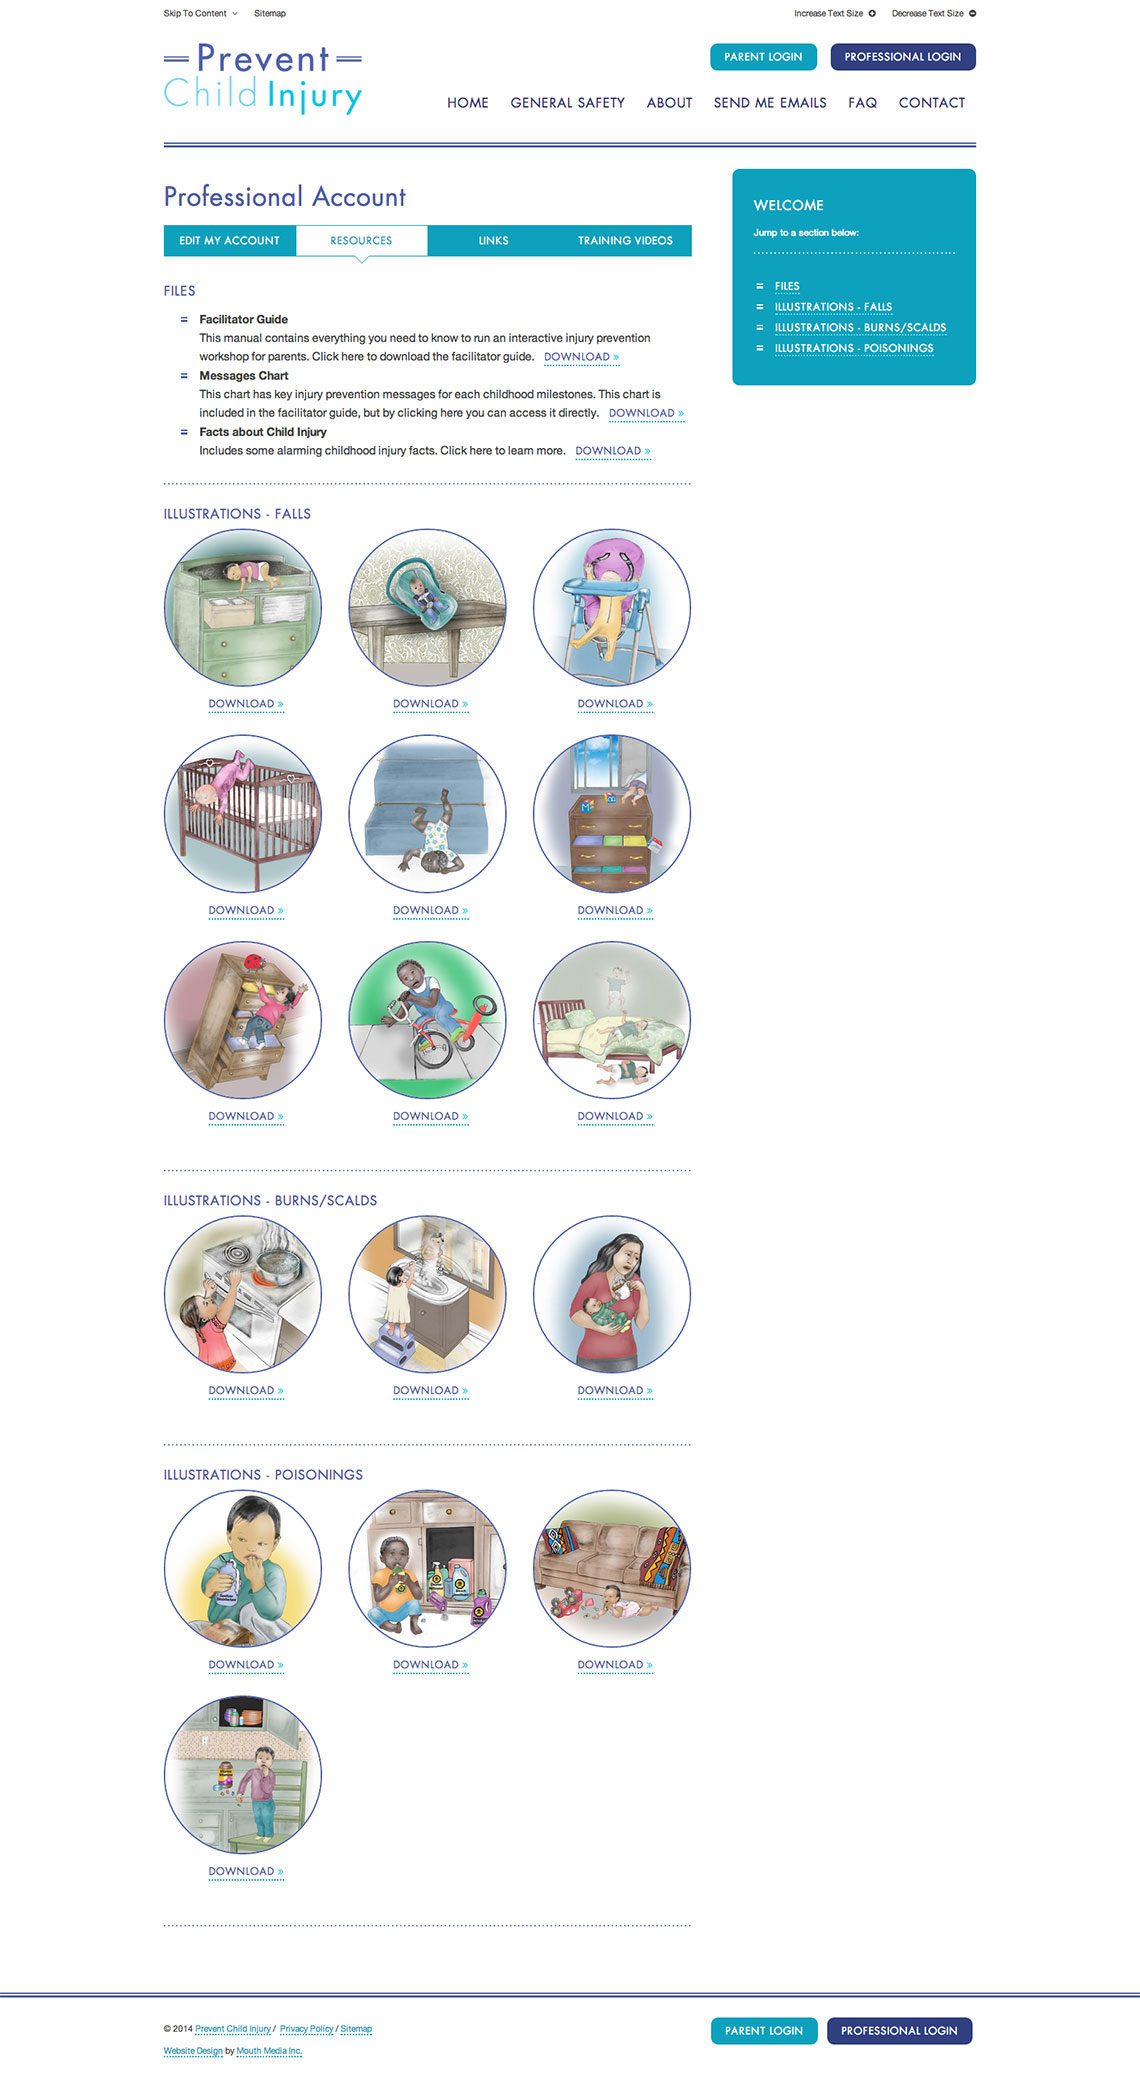 Skip To Content Sitemap
Increase Text Size Decrease Text Size
Prevent
Child Injury
PARENT LOGIN PROFESSIONAL LOGIN
HOME GENERAL SAFETY ABOUT SEND ME EMAILS FAQ CONTACT
Professional Account
EDIT MY ACCOUNT RESOURCES LINKS TRAINING VIDEOS
FILES
= Facilitator Guide
This manual contains everything you need to know to run an interactive injury prevention
workshop for parents. Click here to download the facilitator guide. DOWNLOAD »
= Messages Chart
This chart has key injury prevention messages for each childhood milestones. This chart is
included in the facilitator guide, but by clicking here you can access it directly. DOWNLOAD »
= Facts about Child Injury
Includes some alarming childhood injury facts. Click here to learn more. DOWNLOAD »
WELCOME
Jump to a section below:
= FILES
= ILLUSTRATIONS - FALLS
= ILLUSTRATIONS - BURNS/SCALDS
= ILLUSTRATIONS - POISONINGS
ILLUSTRATIONS - FALLS
DOWNLOAD » DOWNLOAD » DOWNLOAD »
DOWNLOAD » DOWNLOAD » DOWNLOAD »
DOWNLOAD » DOWNLOAD » DOWNLOAD »
ILLUSTRATIONS - BURNS/SCALDS
DOWNLOAD » DOWNLOAD » DOWNLOAD »
ILLUSTRATIONS - POISONINGS
DOWNLOAD » DOWNLOAD » DOWNLOAD »
DOWNLOAD »
© 2014 Prevent Child Injury / Privacy Policy / Sitemap
Website Design by Mouth Media Inc.
PARENT LOGIN PROFESSIONAL LOGIN